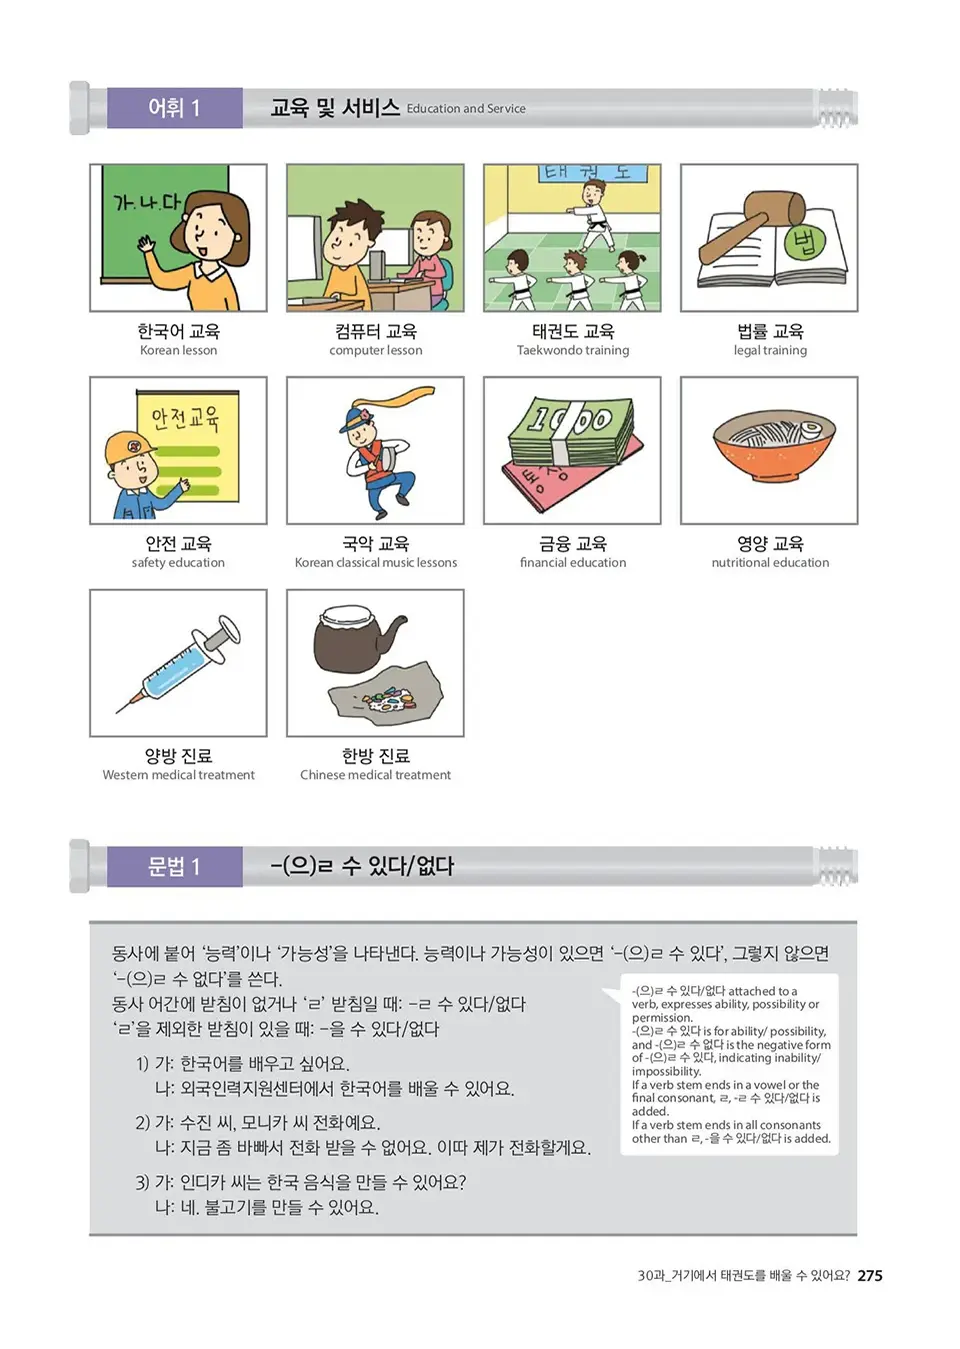 어휘 1 교육 및 서비스 Education and Service
가.나.다
태권도
법
한국어 교육 컴퓨터 교육 태권도 교육 법률 교육
Korean lesson computer lesson Taekwondo training legal training
안전교육
1000
통장
안전 교육 국악 교육 금융 교육 영양 교육
safety education Korean classical music lessons financial education nutritional education
양방 진료 한방 진료
Western medical treatment Chinese medical treatment
문법 1 -(으)ㄹ 수 있다/없다
동사에 붙어 ‘능력’이나 ‘가능성’을 나타낸다. 능력이나 가능성이 있으면 ‘-(으)ㄹ 수 있다’, 그렇지 않으면
‘-(으)ㄹ 수 없다’를 쓴다.
동사 어간에 받침이 없거나 ‘ㄹ’ 받침일 때: -ㄹ 수 있다/없다
‘ㄹ’을 제외한 받침이 있을 때: -을 수 있다/없다
1) 가: 한국어를 배우고 싶어요.
나: 외국인력지원센터에서 한국어를 배울 수 있어요.
2) 가: 수진 씨, 모니카 씨 전화예요.
나: 지금 좀 바빠서 전화 받을 수 없어요. 이따 제가 전화할게요.
3) 가: 인디카 씨는 한국 음식을 만들 수 있어요?
나: 네. 불고기를 만들 수 있어요.
-(으)ㄹ 수 있다/없다 attached to a
verb, expresses ability, possibility or
permission.
-(으)ㄹ 수 있다 is for ability/ possibility,
and -(으)ㄹ 수 없다 is the negative form
of -(으)ㄹ 수 있다, indicating inability/
impossibility.
If a verb stem ends in a vowel or the
final consonant, ㄹ, -ㄹ 수 있다/없다 is
added.
If a verb stem ends in all consonants
other than ㄹ, -을 수 있다/없다 is added.
30과_거기에서 태권도를 배울 수 있어요? 275